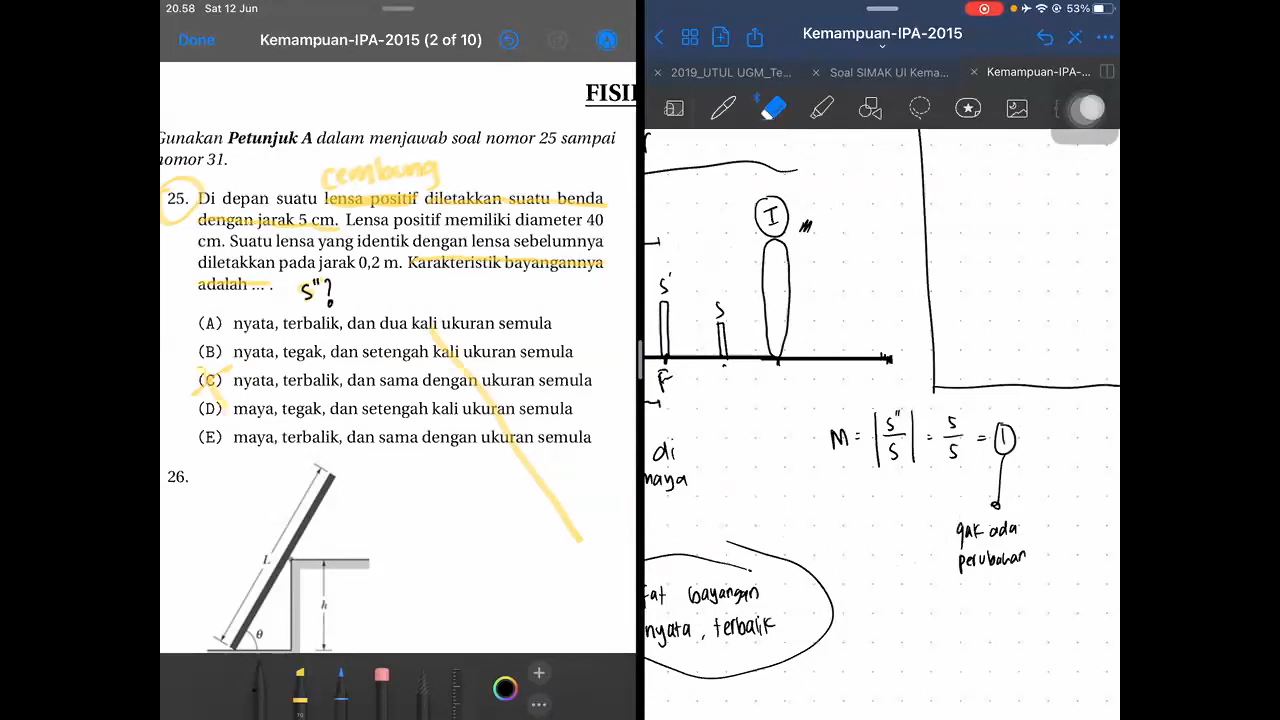 20.58 Sat 12 Jun
53%
Done
Kemampuan-IPA-2015 (2 of 10)
Kemampuan-IPA-2015
2019_UTUL UGM_Te...
Soal SIMAK UI Kema...
Kemampuan-IPA-...
FISI
Gunakan Petunjuk A dalam menjawab soal nomor 25 sampai
nomor 31.
cembung
25. Di depan suatu lensa positif diletakkan suatu benda
dengan jarak 5 cm. Lensa positif memiliki diameter 40
cm. Suatu lensa yang identik dengan lensa sebelumnya
diletakkan pada jarak 0,2 m. Karakteristik bayangannya
adalah ... .
S"?
(A) nyata, terbalik, dan dua kali ukuran semula
(B) nyata, tegak, dan setengah kali ukuran semula
(C) nyata, terbalik, dan sama dengan ukuran semula
(D) maya, tegak, dan setengah kali ukuran semula
(E) maya, terbalik, dan sama dengan ukuran semula
26.
L
h
θ
I
S'
S
F
M = |S"/S| = 5/5 = 1
di
maya
gak ada
perubahan
fat bayangan
nyata, terbalik